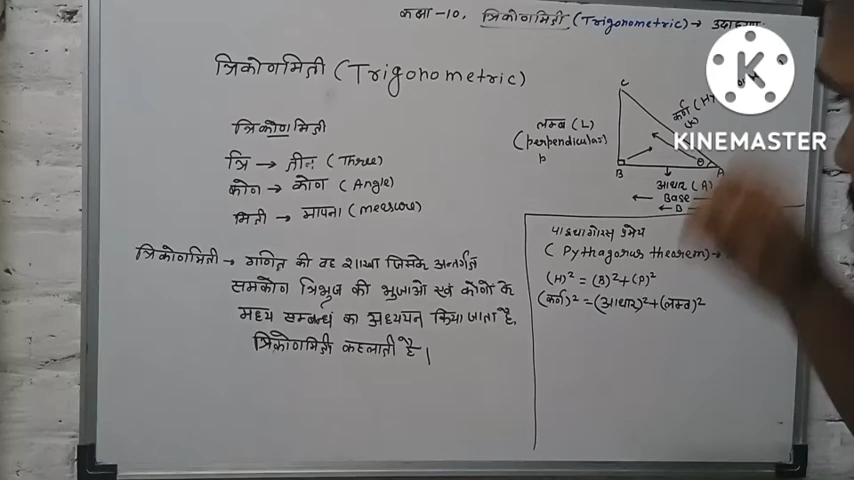 कक्षा-10, त्रिकोणमिती (Trigonometric)→ उदाहरण
त्रिकोणमिती (Trigonometric)
त्रिकोणमिती
त्रि → तीन (Three)
कोण → कोण (Angle)
मिती → मापना (measure)
त्रिकोणमिती → गणित की वह शाखा जिसके अन्तर्गत
समकोण त्रिभुज की भुजाओं एवं कोणों के
मध्य सम्बन्ध का अध्ययन किया जाता है,
त्रिकोणमिती कहलाती है।
C
लम्ब (L)
(perpendicular)
P
कर्ण (H)
(K)
θ
B
A
आधार (A)
Base
B
पाइथागोरस प्रमेय
(Pythagorus theorem)→
(H)² = (B)²+(P)²
(कर्ण)² = (आधार)²+(लम्ब)²
KINEMASTER